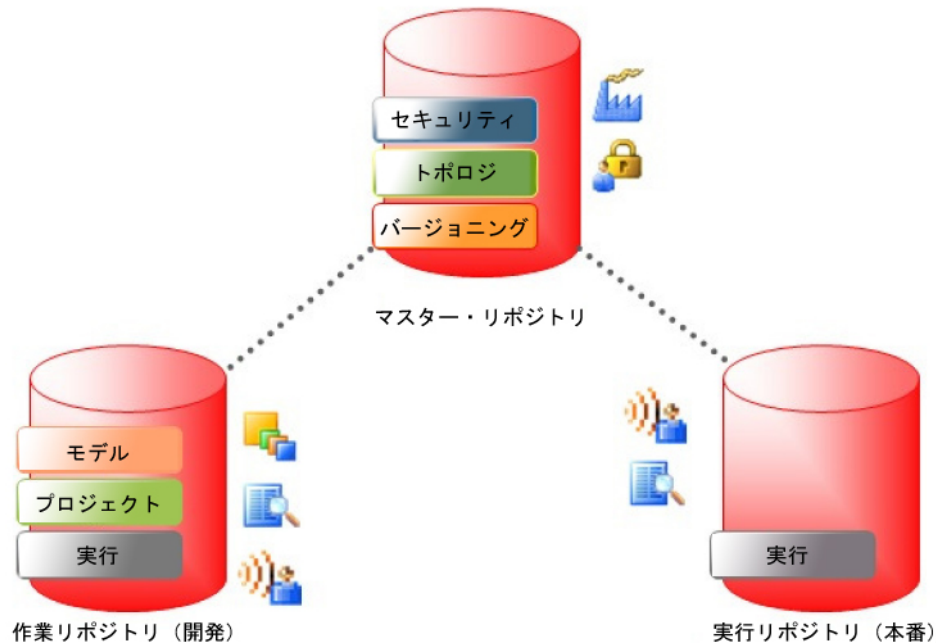 セキュリティ
トポロジ
バージョニング
マスター・リポジトリ
モデル
プロジェクト
実行
作業リポジトリ（開発）
実行
実行リポジトリ（本番）